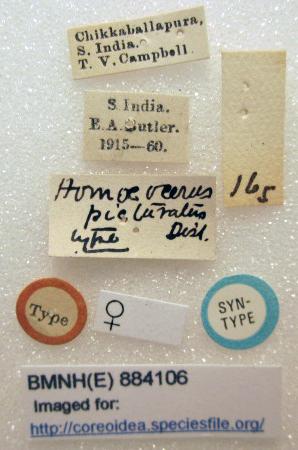 Chikkaballapura,
S. India.
T. V. Campbell.
S. India.
E. A. Butler.
1915—60.
165
Homoeocerus
picturatus
type Dist.
Type
♀
SYN-
TYPE
BMNH(E) 884106
Imaged for:
http://coreoidea.speciesfile.org/